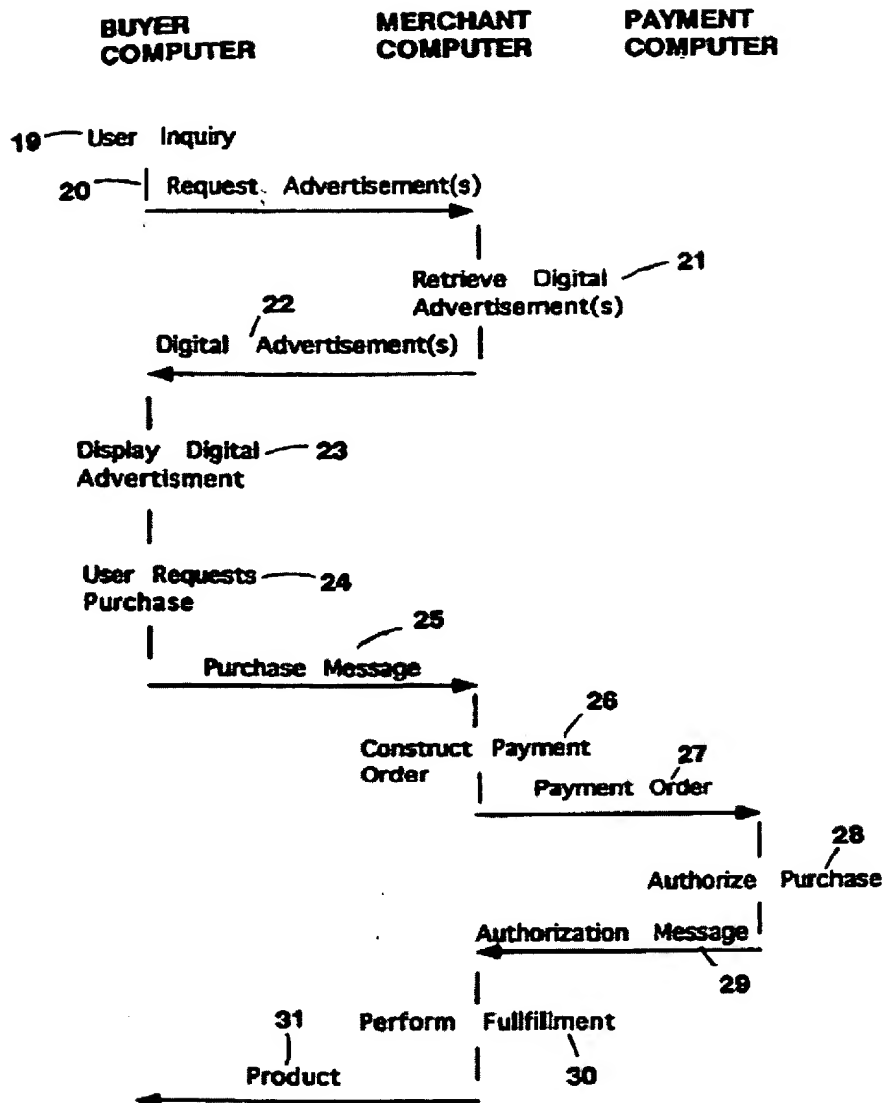 BUYER COMPUTER
MERCHANT COMPUTER
PAYMENT COMPUTER
19 User Inquiry
20 Request Advertisement(s)
Retrieve Digital 21
Advertisement(s)
22
Digital Advertisement(s)
Display Digital 23
Advertisment
User Requests 24
Purchase
25
Purchase Message
26
Construct Payment
Order
27
Payment Order
28
Authorize Purchase
Authorization Message
29
31
Perform Fullfillment
30
Product